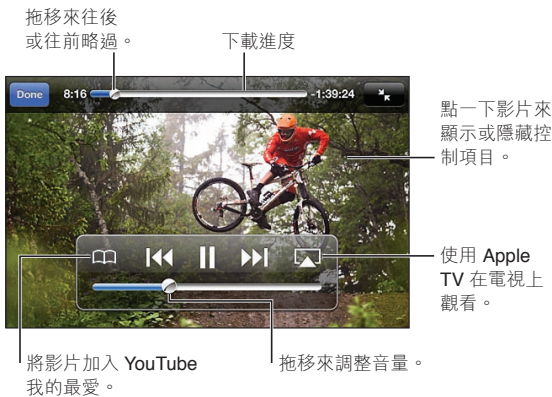 拖移來往後
或往前略過。
下載進度
Done 8:16 -1:39:24
點一下影片來
顯示或隱藏控
制項目。
使用 Apple
TV 在電視上
觀看。
將影片加入 YouTube
我的最愛。
拖移來調整音量。